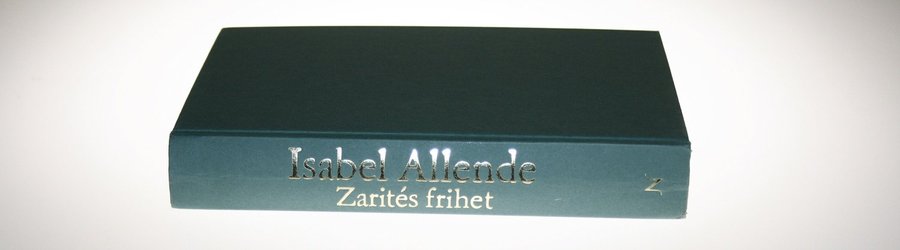 Isabel Allende
Zarités frihet
Z